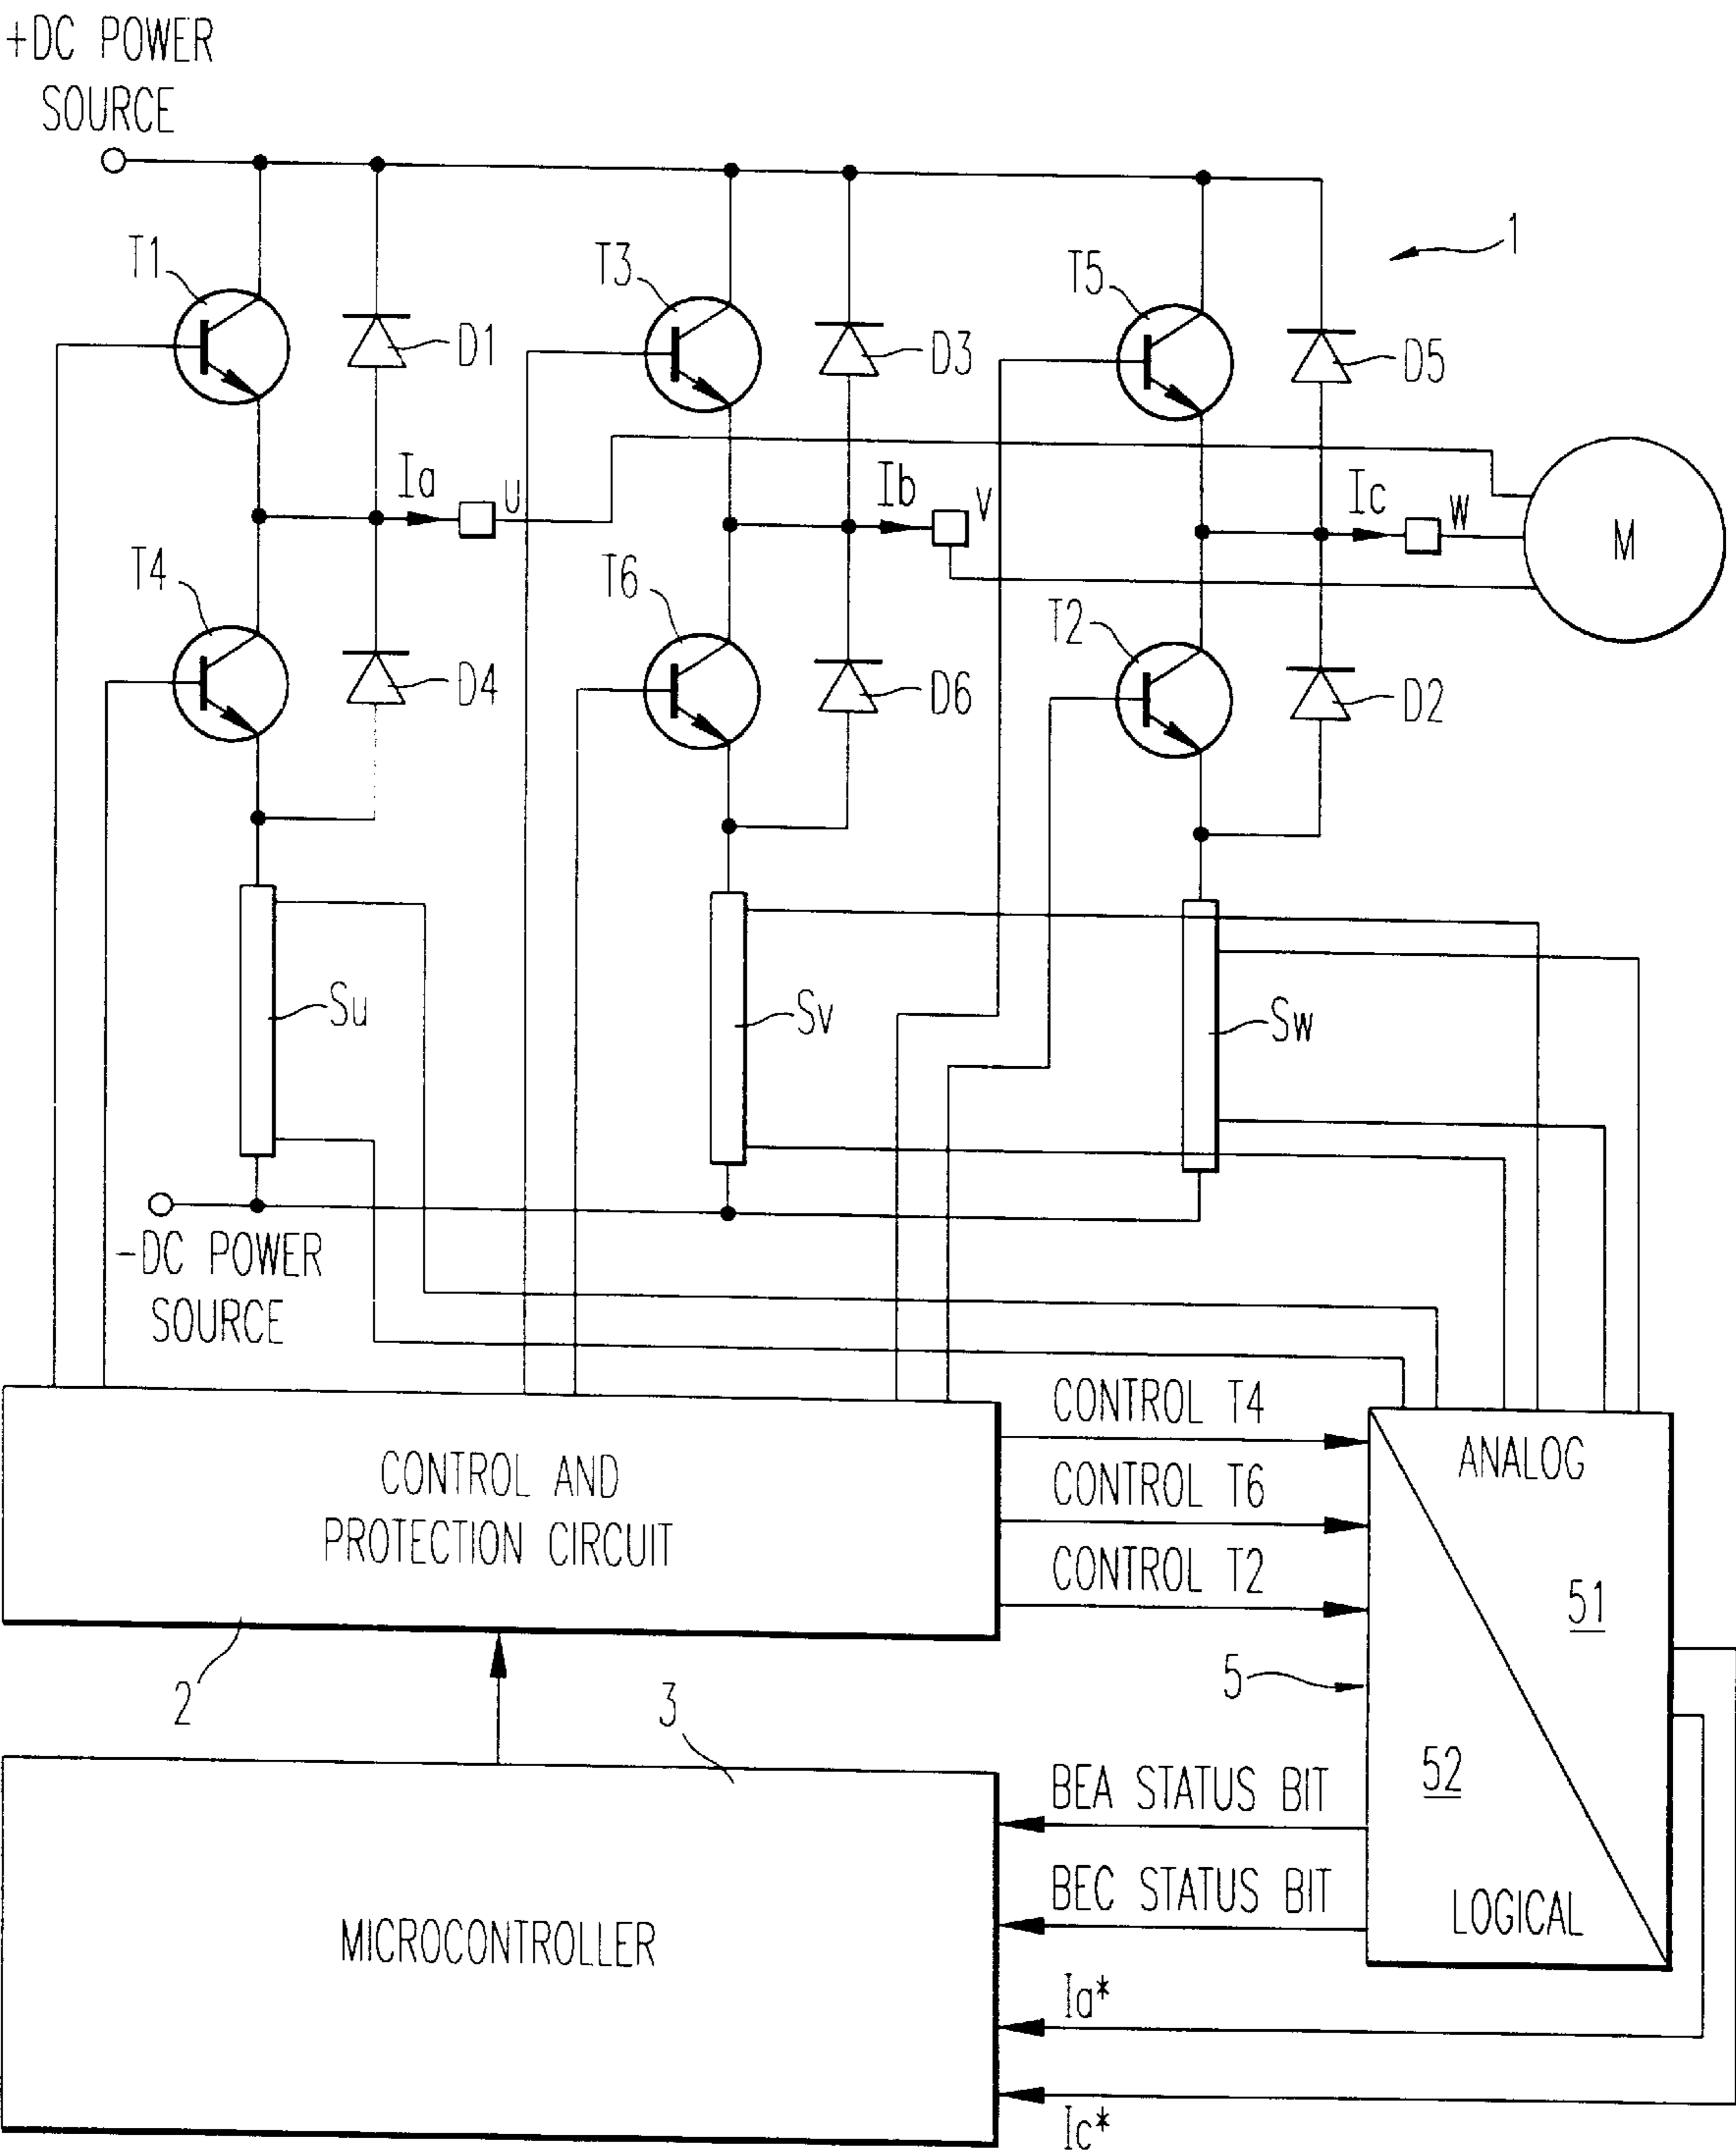 +DC POWER
SOURCE
1
T1
T3
T5
D1
D3
D5
Ia
U
Ib
V
Ic
W
M
T4
T6
T2
D4
D6
D2
Su
Sv
Sw
-DC POWER
SOURCE
CONTROL T4
CONTROL T6
CONTROL T2
CONTROL AND
PROTECTION CIRCUIT
ANALOG
51
2
3
5
52
LOGICAL
BEA STATUS BIT
BEC STATUS BIT
MICROCONTROLLER
Ia*
Ic*